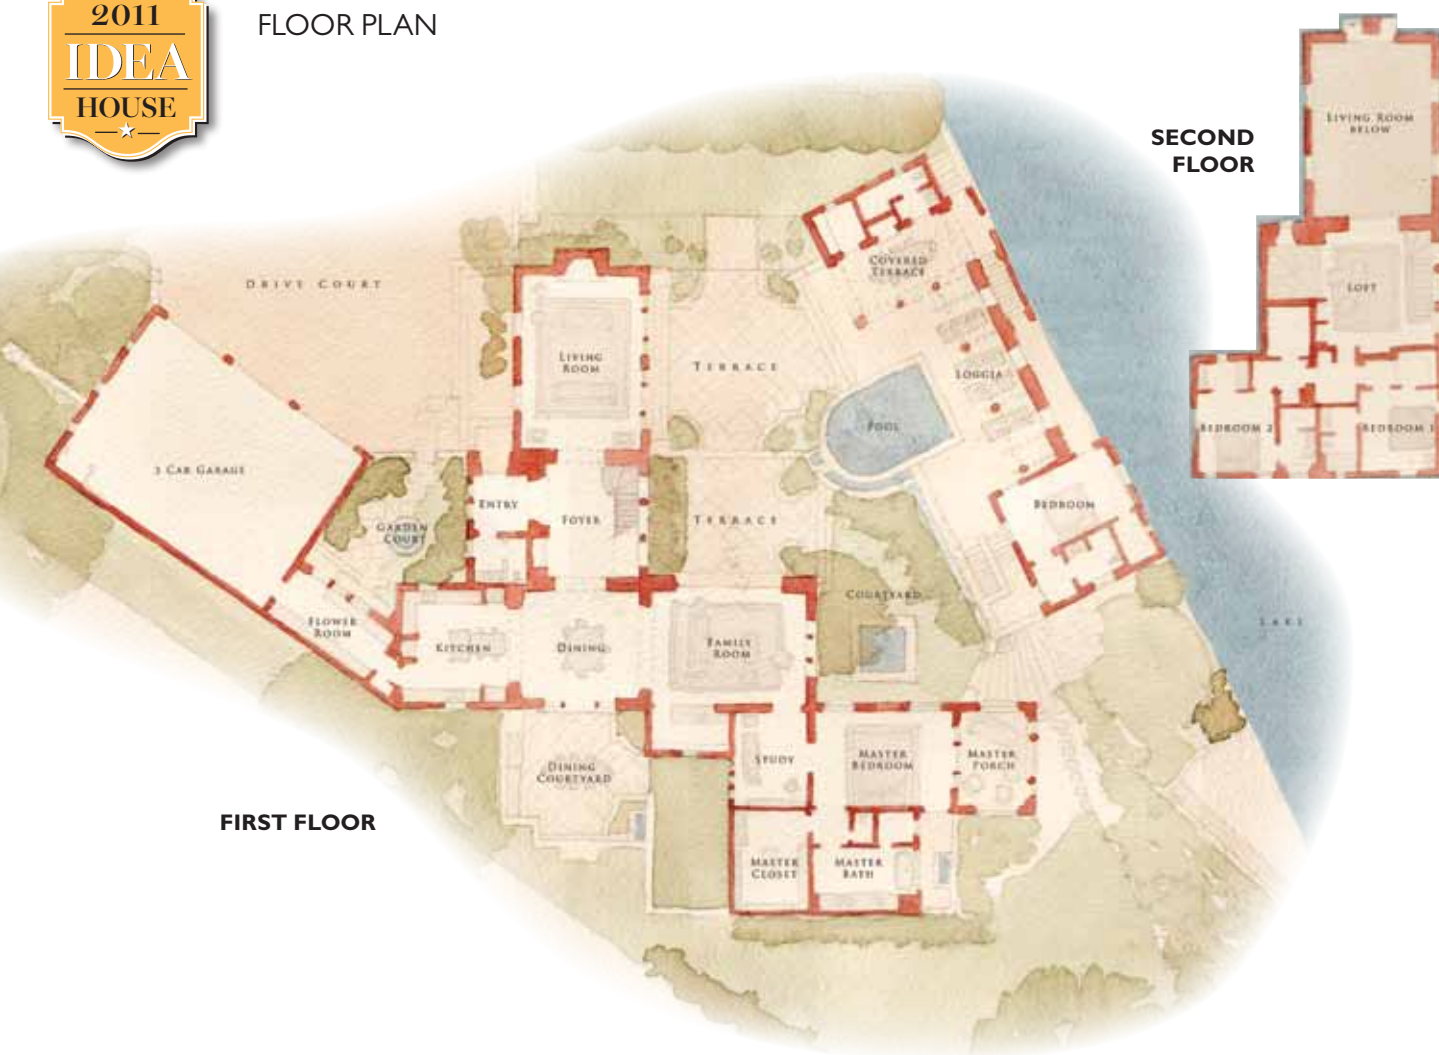 2011
IDEA
HOUSE
FLOOR PLAN
SECOND
FLOOR
LIVING ROOM
BELOW
LOFT
BEDROOM 2
BEDROOM 1
DRIVE COURT
COVERED
TERRACE
LIVING
ROOM
TERRACE
LOGGIA
POOL
3 CAR GARAGE
ENTRY
FOYER
TERRACE
BEDROOM
GARDEN
COURT
COURTYARD
LAKE
FLOWER
ROOM
KITCHEN
DINING
FAMILY
ROOM
DINING
COURTYARD
STUDY
MASTER
BEDROOM
MASTER
PORCH
FIRST FLOOR
MASTER
CLOSET
MASTER
BATH